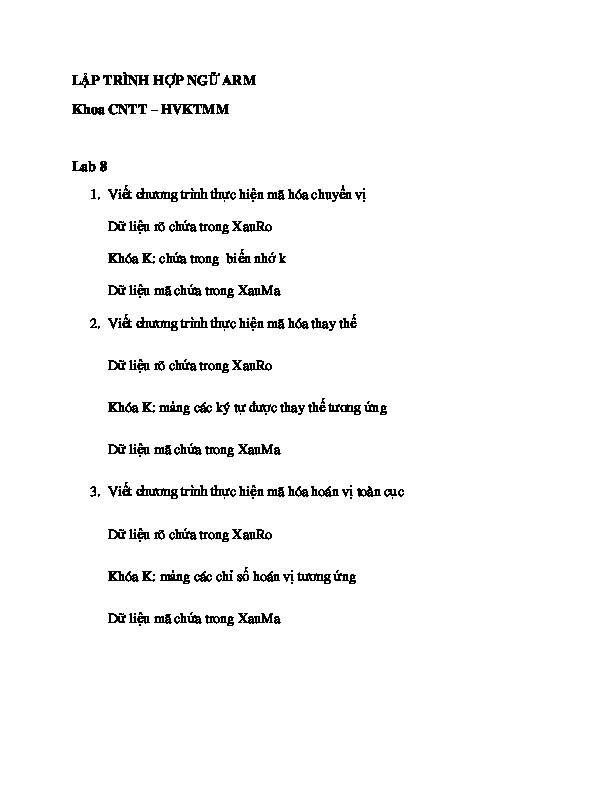 LẬP TRÌNH HỢP NGỮ ARM
Khoa CNTT – HVKTMM
Lab 8
1. Viết chương trình thực hiện mã hóa chuyển vị
Dữ liệu rõ chứa trong XauRo
Khóa K: chứa trong biến nhớ k
Dữ liệu mã chứa trong XauMa
2. Viết chương trình thực hiện mã hóa thay thế
Dữ liệu rõ chứa trong XauRo
Khóa K: mảng các ký tự được thay thế tương ứng
Dữ liệu mã chứa trong XauMa
3. Viết chương trình thực hiện mã hóa hoán vị toàn cục
Dữ liệu rõ chứa trong XauRo
Khóa K: mảng các chỉ số hoán vị tương ứng
Dữ liệu mã chứa trong XauMa